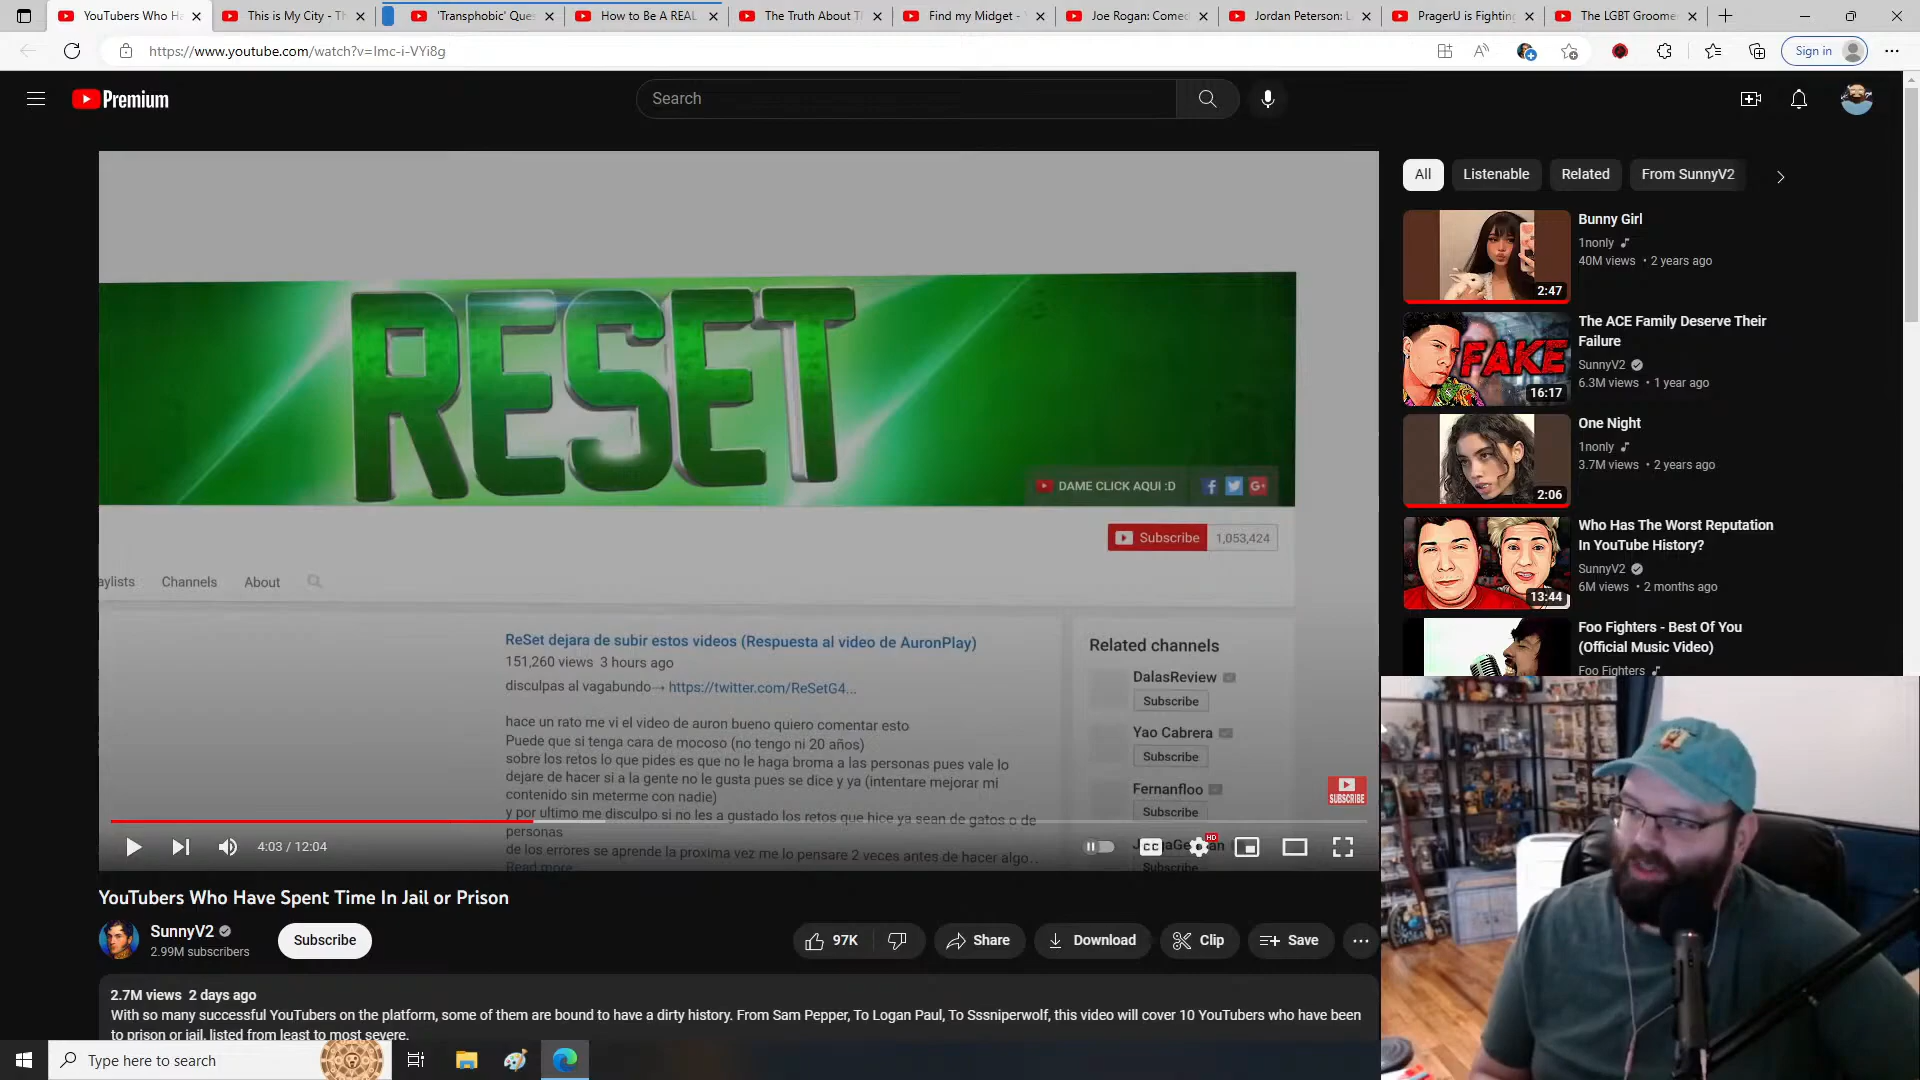 YouTubers Who Ha
This is My City - Th
'Transphobic' Ques
How to Be A REAL
The Truth About Th
Find my Midget - Y
Joe Rogan: Comed
Jordan Peterson: L
PragerU is Fighting
The LGBT Groome
https://www.youtube.com/watch?v=Imc-i-VYi8g
Sign in
Premium
Search
All
Listenable
Related
From SunnyV2
RESET
DAME CLICK AQUI :D
Subscribe
1,053,424
aylists
Channels
About
ReSet dejara de subir estos videos (Respuesta al video de AuronPlay)
151,260 views 3 hours ago
disculpas al vagabundo→ https://twitter.com/ReSetG4...
hace un rato me vi el video de auron bueno quiero comentar esto
Puede que si tenga cara de mocoso (no tengo ni 20 años)
sobre los retos lo que pides es que no le haga broma a las personas pues vale lo
dejare de hacer si a la gente no le gusta pues se dice y ya (intentare mejorar mi
contenido sin meterme con nadie)
y por ultimo me disculpo si no les a gustado los retos que hice ya sean de gatos o de
personas
de los errores se aprende la proxima vez me lo pensare 2 veces antes de hacer algo...
Read more
Related channels
DalasReview
Subscribe
Yao Cabrera
Subscribe
Fernanfloo
Subscribe
Subscribe
SUBSCRIBE
4:03 / 12:04
CC
HD
Bunny Girl
1nonly
40M views • 2 years ago
2:47
The ACE Family Deserve Their
Failure
SunnyV2
6.3M views • 1 year ago
FAKE
16:17
One Night
1nonly
3.7M views • 2 years ago
2:06
Who Has The Worst Reputation
In YouTube History?
SunnyV2
6M views • 2 months ago
13:44
Foo Fighters - Best Of You
(Official Music Video)
Foo Fighters
YouTubers Who Have Spent Time In Jail or Prison
SunnyV2
2.99M subscribers
Subscribe
97K
Share
Download
Clip
Save
2.7M views 2 days ago
With so many successful YouTubers on the platform, some of them are bound to have a dirty history. From Sam Pepper, To Logan Paul, To Sssniperwolf, this video will cover 10 YouTubers who have been
to prison or jail, listed from least to most severe.
Type here to search